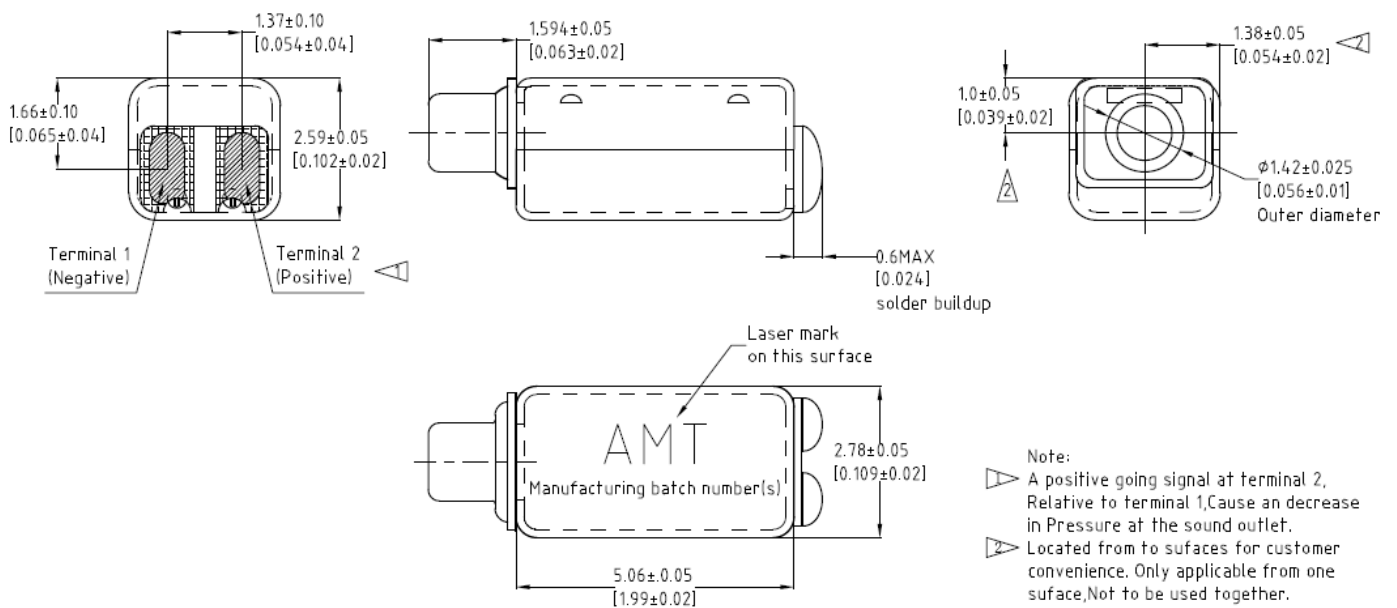 1.37±0.10
[0.054±0.04]
1.66±0.10
[0.065±0.04]
2.59±0.05
[0.102±0.02]
Terminal 1
(Negative)
Terminal 2
(Positive)
1
1.594±0.05
[0.063±0.02]
0.6MAX
[0.024]
solder buildup
1.38±0.05
[0.054±0.02]
2
1.0±0.05
[0.039±0.02]
2
Ø1.42±0.025
[0.056±0.01]
Outer diameter
Laser mark
on this surface
AMT
Manufacturing batch number(s)
2.78±0.05
[0.109±0.02]
5.06±.0.05
[1.99±0.02]
Note:
1 A positive going signal at terminal 2,
Relative to terminal 1,Cause an decrease
in Pressure at the sound outlet.
2 Located from to sufaces for customer
convenience. Only applicable from one
suface,Not to be used together.